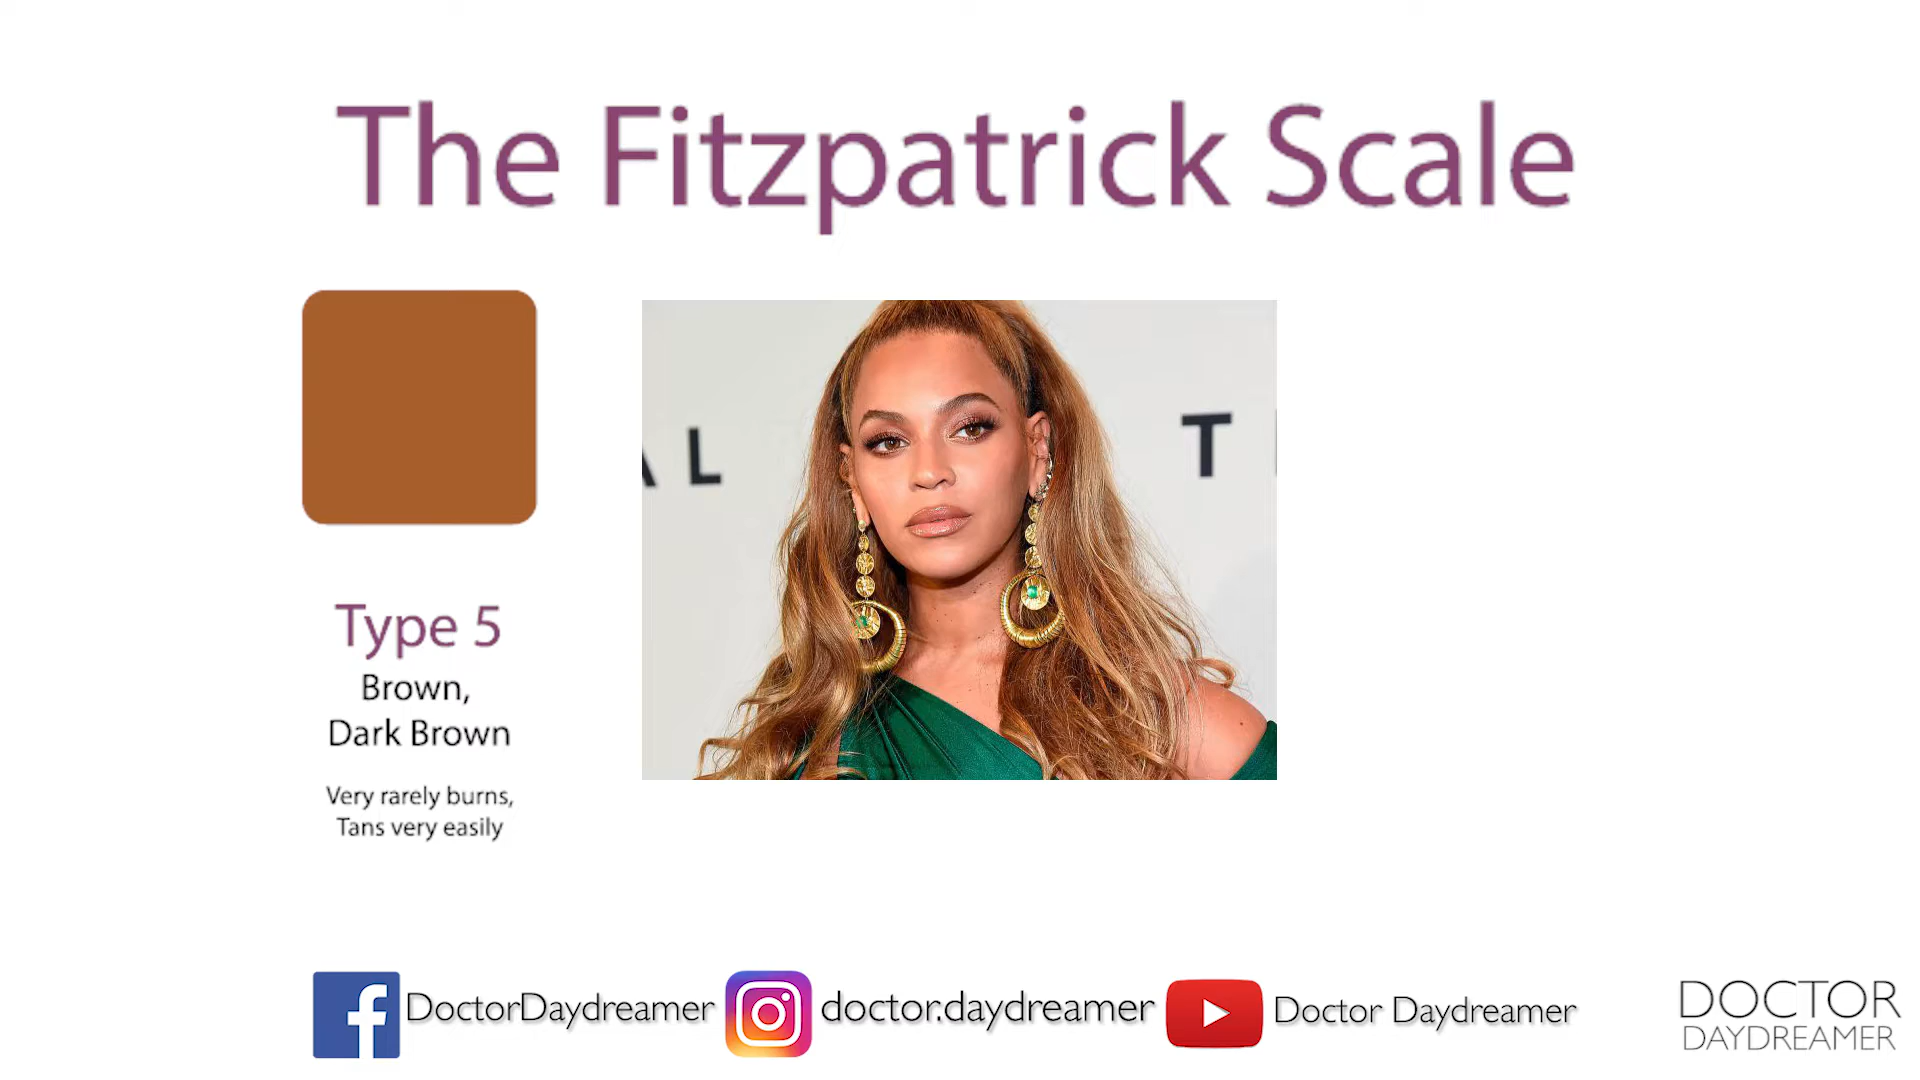 The Fitzpatrick Scale
A L
T
Type 5
Brown,
Dark Brown
Very rarely burns,
Tans very easily
DoctorDaydreamer
doctor.daydreamer
Doctor Daydreamer
DOCTOR
DAYDREAMER